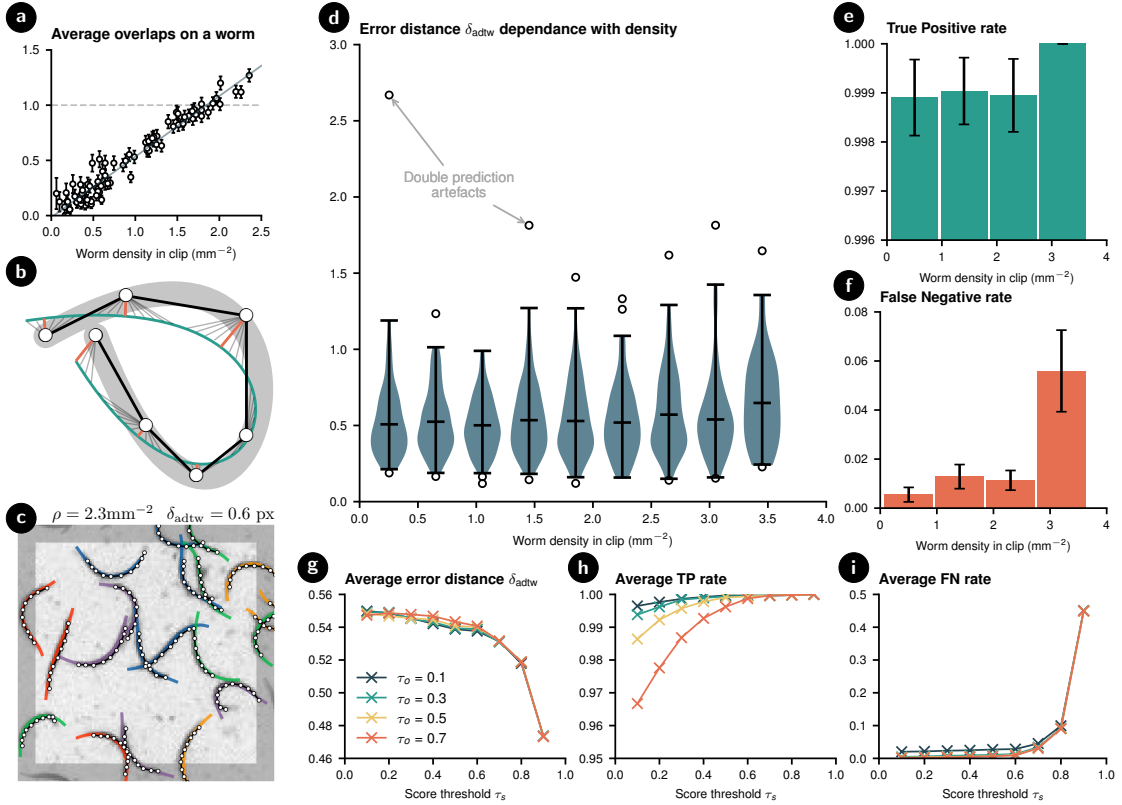 a
Average overlaps on a worm
1.5
1.0
0.5
0.0
0.0 0.5 1.0 1.5 2.0 2.5
Worm density in clip (mm⁻²)
b
c
ρ = 2.3mm⁻² δadtw = 0.6 px
d
Error distance δadtw dependance with density
3.0
2.5
2.0
1.5
1.0
0.5
0.0
Double prediction
artefacts
0.0 0.5 1.0 1.5 2.0 2.5 3.0 3.5 4.0
Worm density in clip (mm⁻²)
e
True Positive rate
1.000
0.999
0.998
0.997
0.996
0 1 2 3 4
Worm density in clip (mm⁻²)
f
False Negative rate
0.08
0.06
0.04
0.02
0.00
0 1 2 3 4
Worm density in clip (mm⁻²)
g
Average error distance δadtw
0.56
0.54
0.52
0.50
0.48
0.46
τo = 0.1
τo = 0.3
τo = 0.5
τo = 0.7
0.0 0.2 0.4 0.6 0.8 1.0
Score threshold τs
h
Average TP rate
1.00
0.99
0.98
0.97
0.96
0.95
0.0 0.2 0.4 0.6 0.8 1.0
Score threshold τs
i
Average FN rate
0.5
0.4
0.3
0.2
0.1
0.0
0.0 0.2 0.4 0.6 0.8 1.0
Score threshold τs